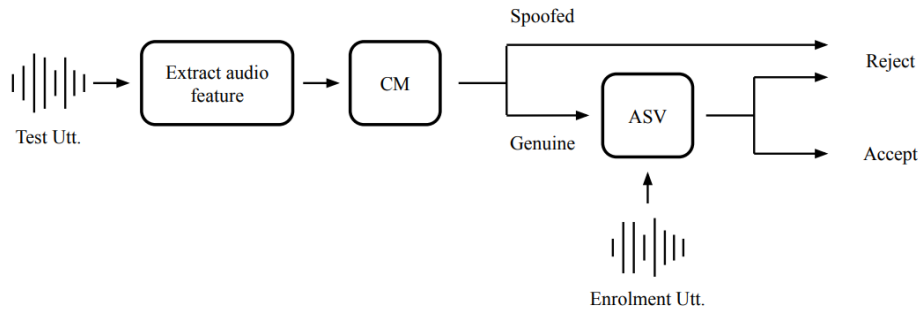 Spoofed
Reject
Extract audio
feature
CM
ASV
Test Utt.
Genuine
Accept
Enrolment Utt.